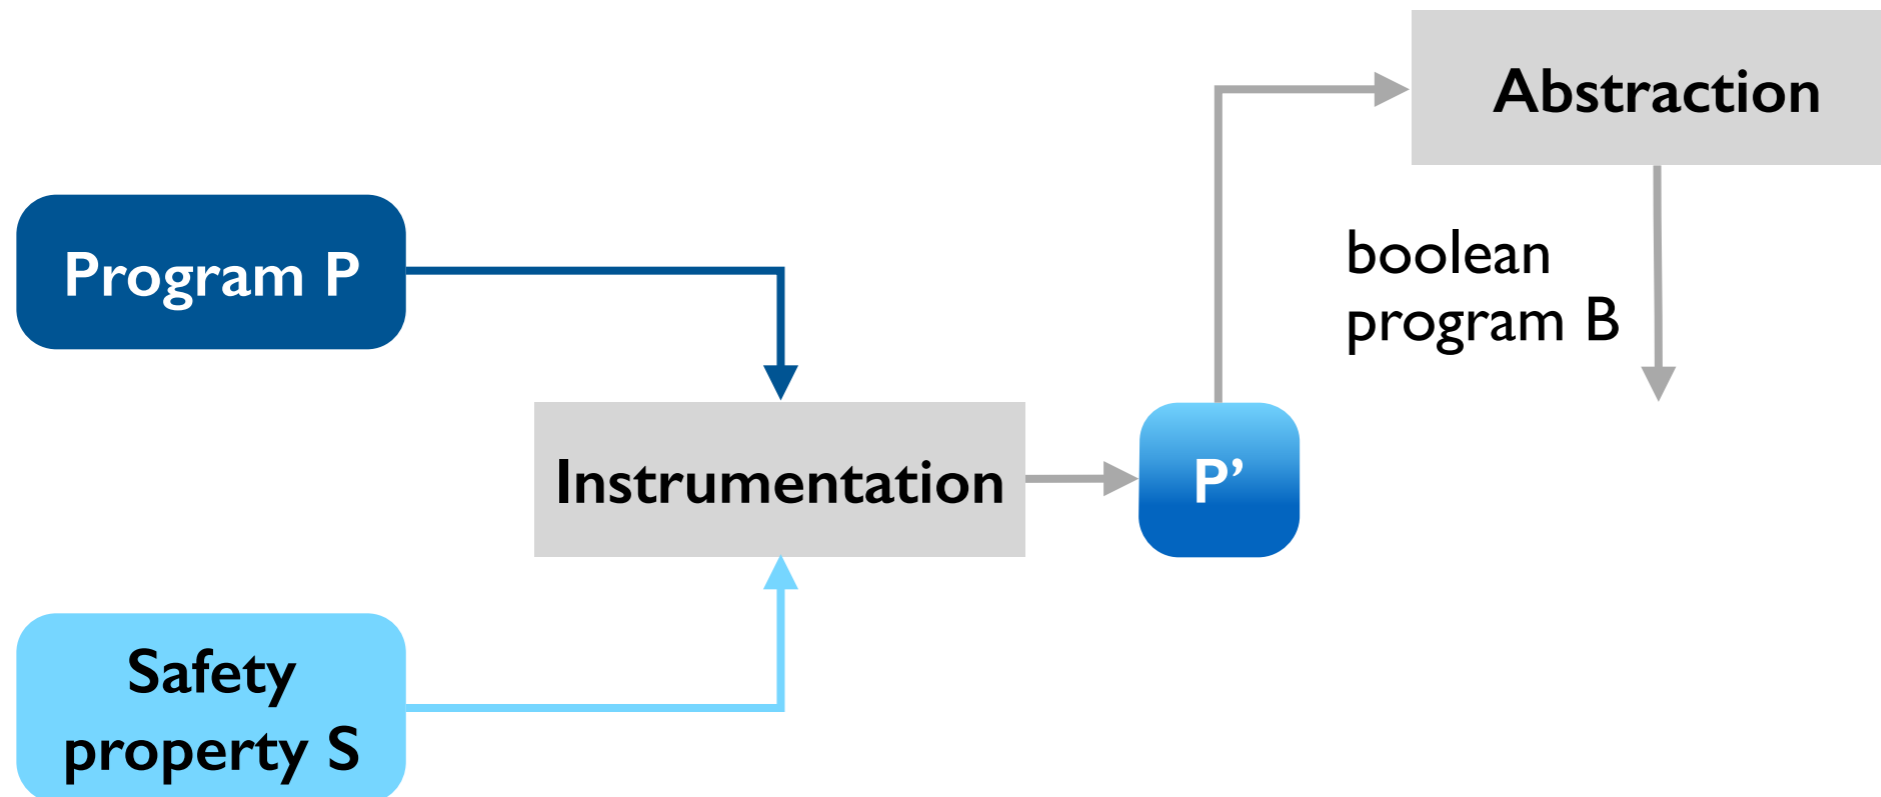 Abstraction
Program P
boolean
program B
Instrumentation
P’
Safety
property S